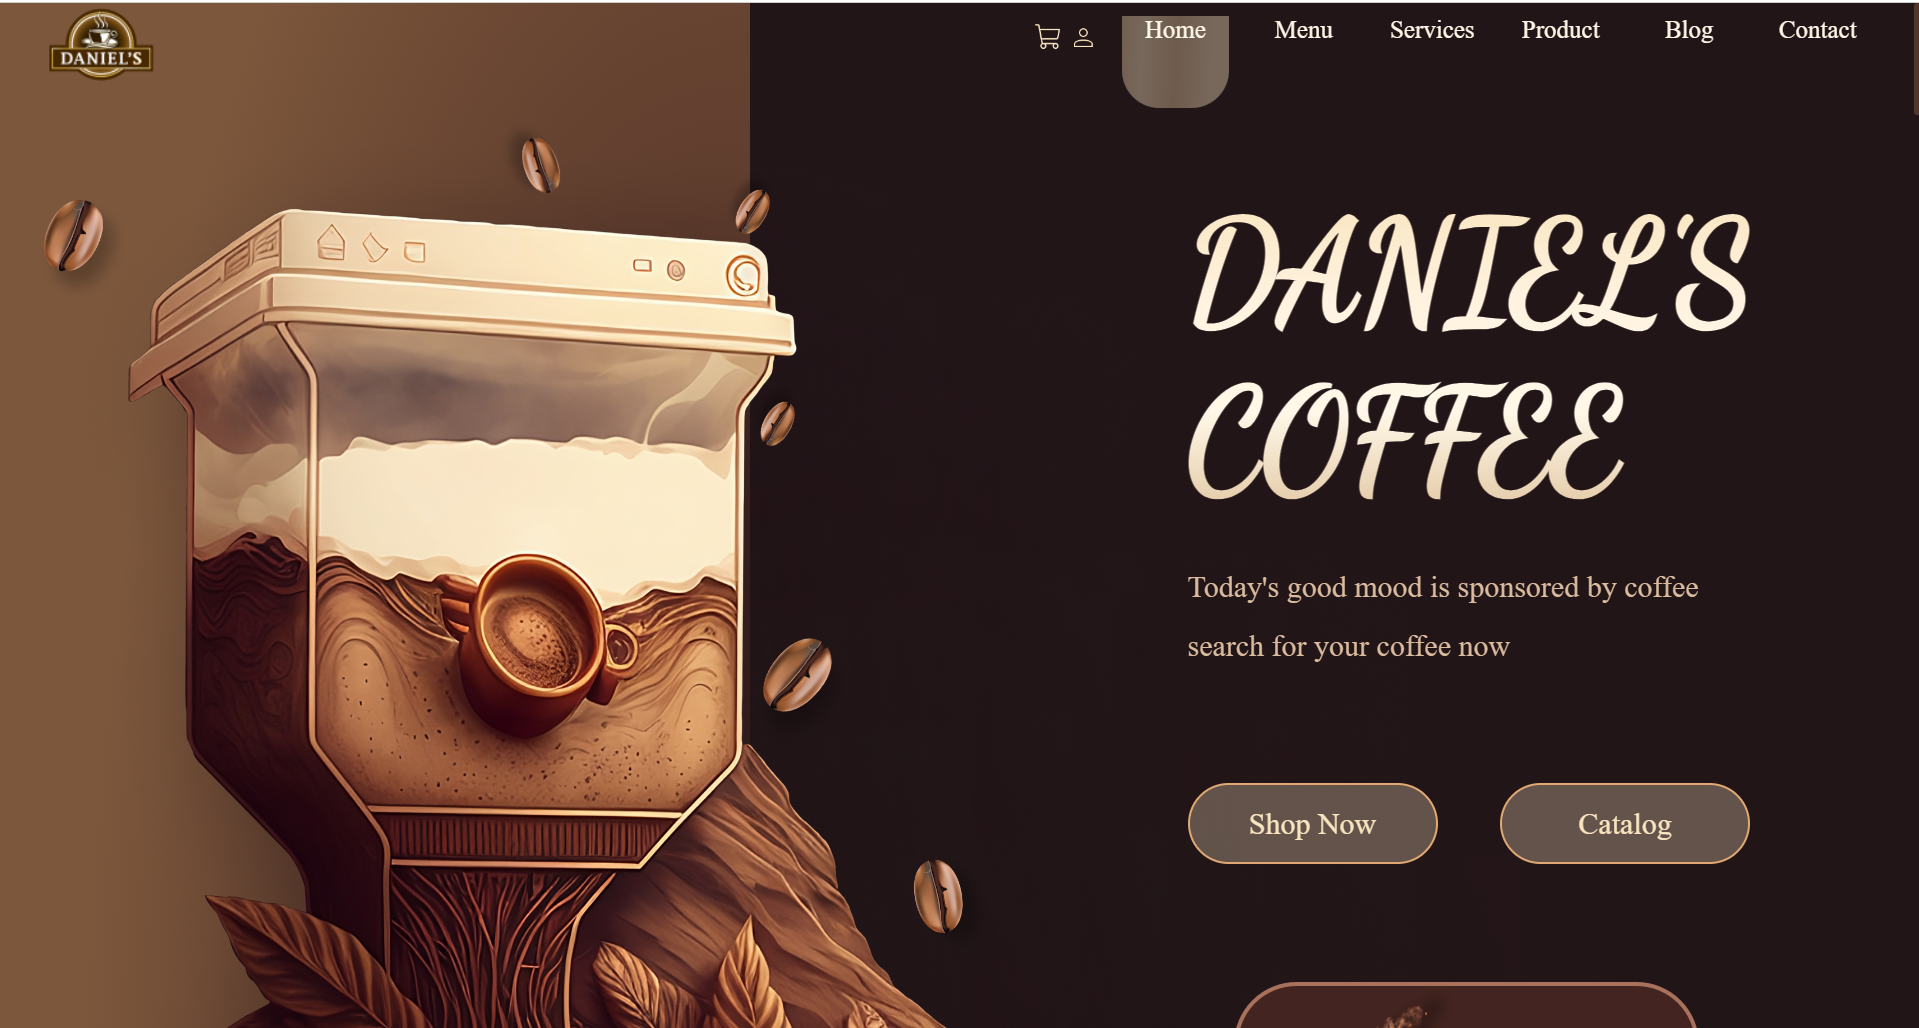 DANIEL'S
Home Menu Services Product Blog Contact
DANIEL'S
COFFEE
Today's good mood is sponsored by coffee
search for your coffee now
Shop Now Catalog